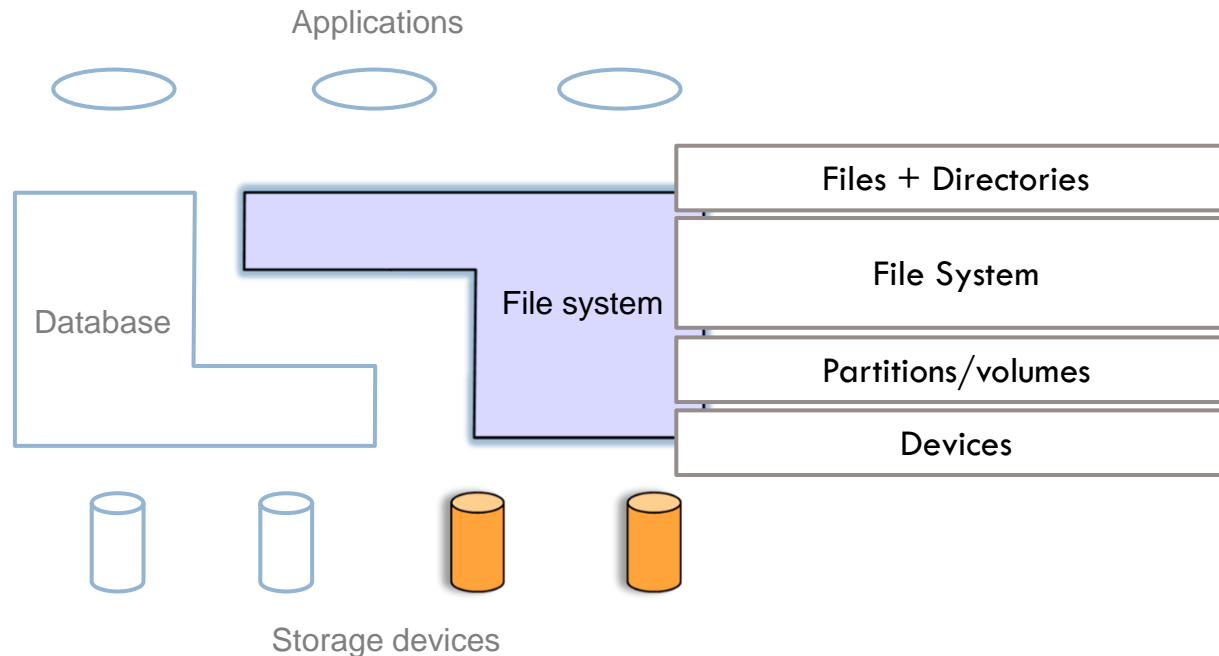 Applications
Files + Directories
File System
File system
Database
Partitions/volumes
Devices
Storage devices